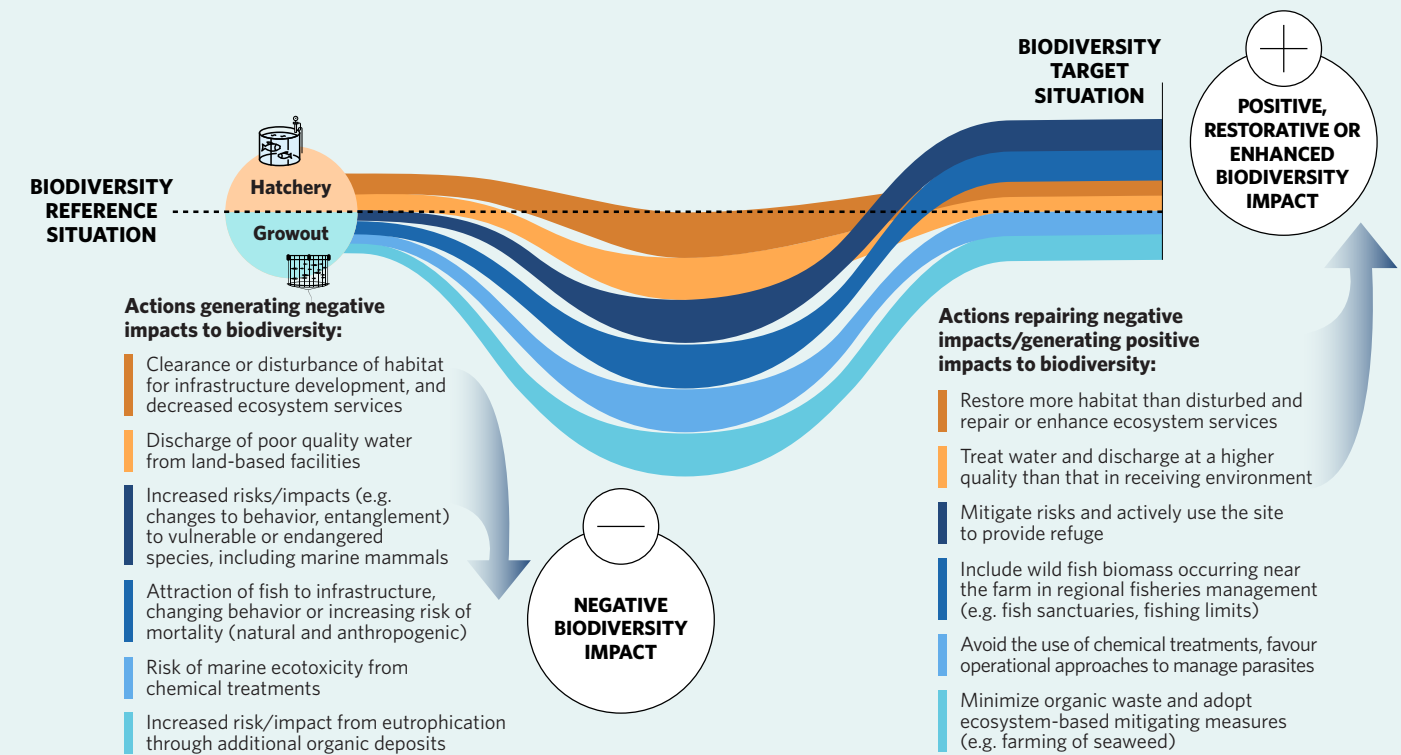 BIODIVERSITY
REFERENCE
SITUATION
Hatchery
Growout
BIODIVERSITY
TARGET
SITUATION
POSITIVE,
RESTORATIVE OR
ENHANCED
BIODIVERSITY
IMPACT
Actions generating negative
impacts to biodiversity:
Clearance or disturbance of habitat
for infrastructure development, and
decreased ecosystem services
Discharge of poor quality water
from land-based facilities
Increased risks/impacts (e.g.
changes to behavior, entanglement)
to vulnerable or endangered
species, including marine mammals
Attraction of fish to infrastructure,
changing behavior or increasing risk of
mortality (natural and anthropogenic)
Risk of marine ecotoxicity from
chemical treatments
Increased risk/impact from eutrophication
through additional organic deposits
NEGATIVE
BIODIVERSITY
IMPACT
Actions repairing negative
impacts/generating positive
impacts to biodiversity:
Restore more habitat than disturbed and
repair or enhance ecosystem services
Treat water and discharge at a higher
quality than that in receiving environment
Mitigate risks and actively use the site
to provide refuge
Include wild fish biomass occurring near
the farm in regional fisheries management
(e.g. fish sanctuaries, fishing limits)
Avoid the use of chemical treatments, favour
operational approaches to manage parasites
Minimize organic waste and adopt
ecosystem-based mitigating measures
(e.g. farming of seaweed)